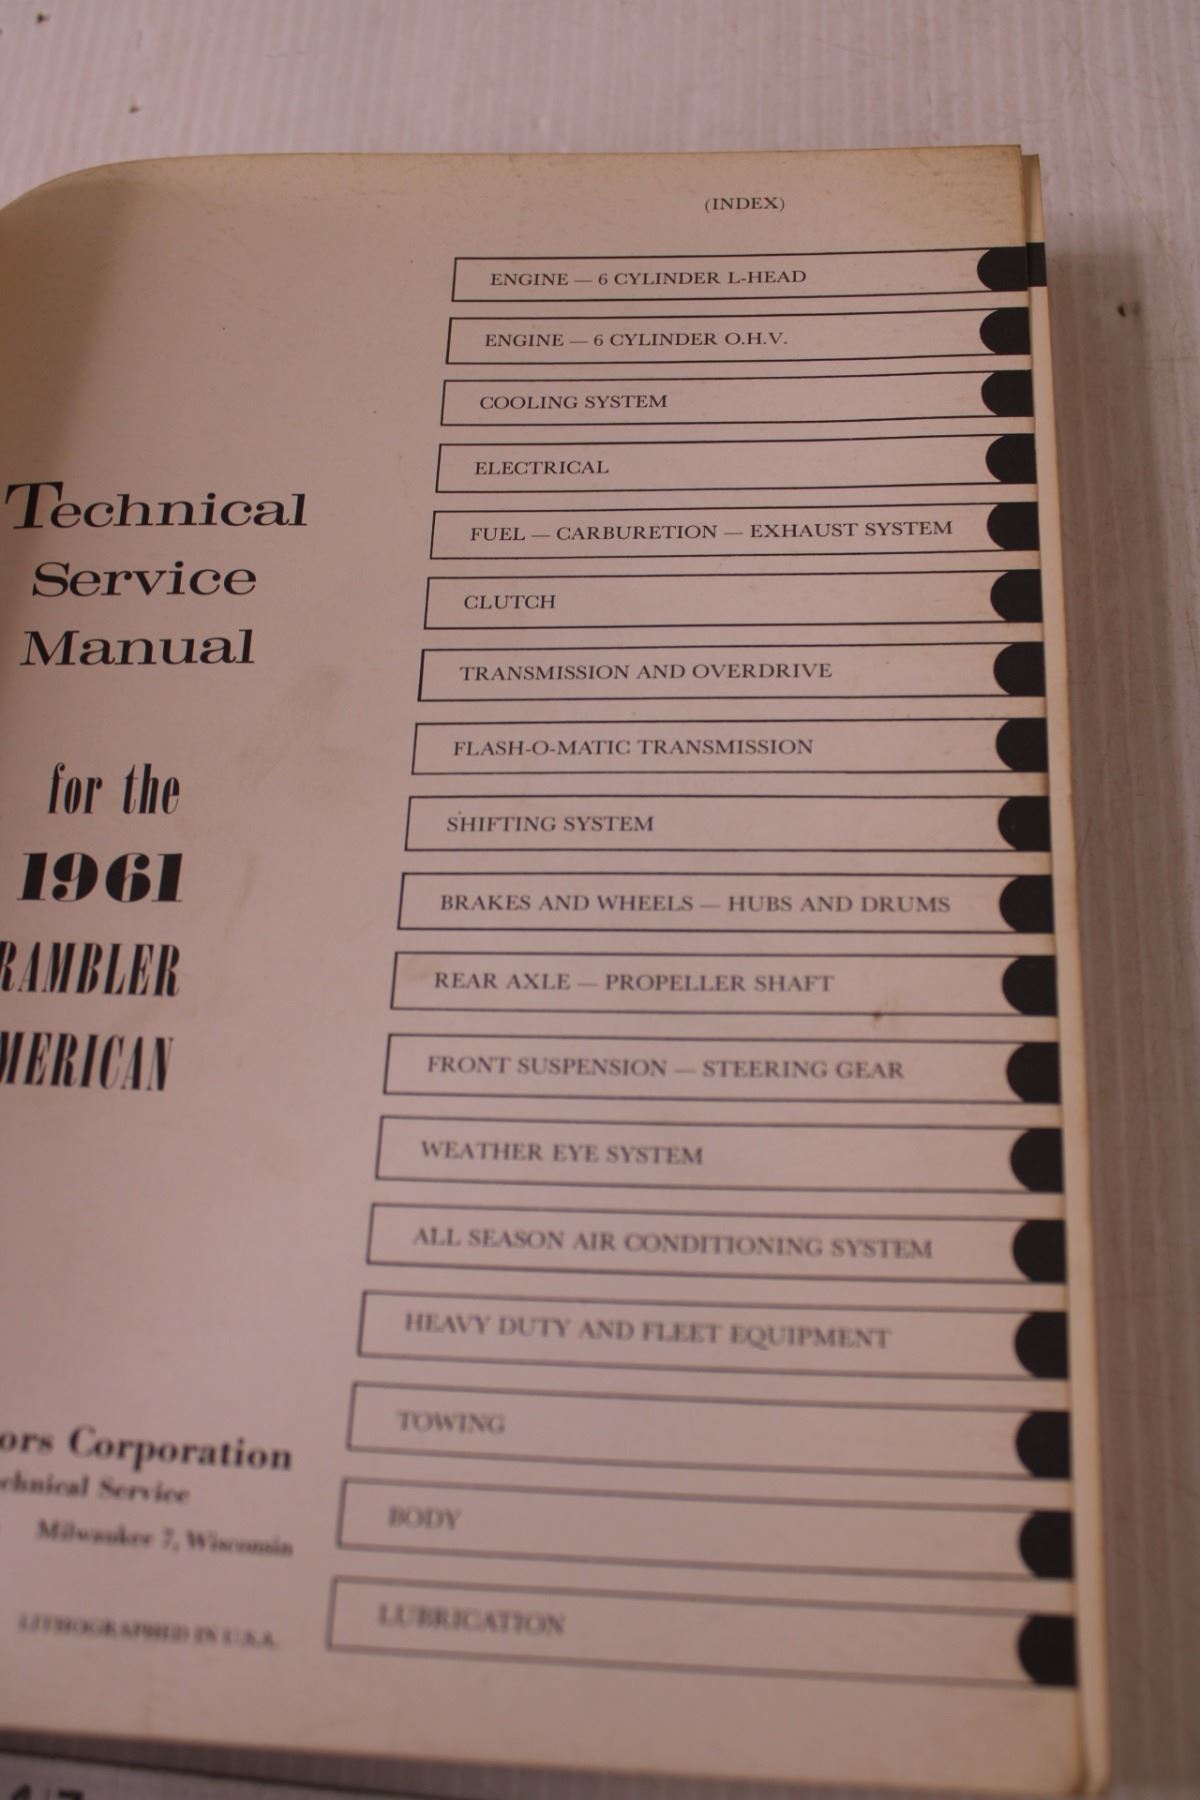 (INDEX)
ENGINE — 6 CYLINDER L-HEAD
ENGINE — 6 CYLINDER O.H.V.
COOLING SYSTEM
ELECTRICAL
FUEL — CARBURETION — EXHAUST SYSTEM
CLUTCH
TRANSMISSION AND OVERDRIVE
FLASH-O-MATIC TRANSMISSION
SHIFTING SYSTEM
BRAKES AND WHEELS — HUBS AND DRUMS
REAR AXLE — PROPELLER SHAFT
FRONT SUSPENSION — STEERING GEAR
WEATHER EYE SYSTEM
ALL SEASON AIR CONDITIONING SYSTEM
HEAVY DUTY AND FLEET EQUIPMENT
TOWING
BODY
LUBRICATION
Technical
Service
Manual
for the
1961
RAMBLER
MERICAN
ors Corporation
chnical Service
Milwaukee 7, Wisconsin
LITHOGRAPHED IN U.S.A.